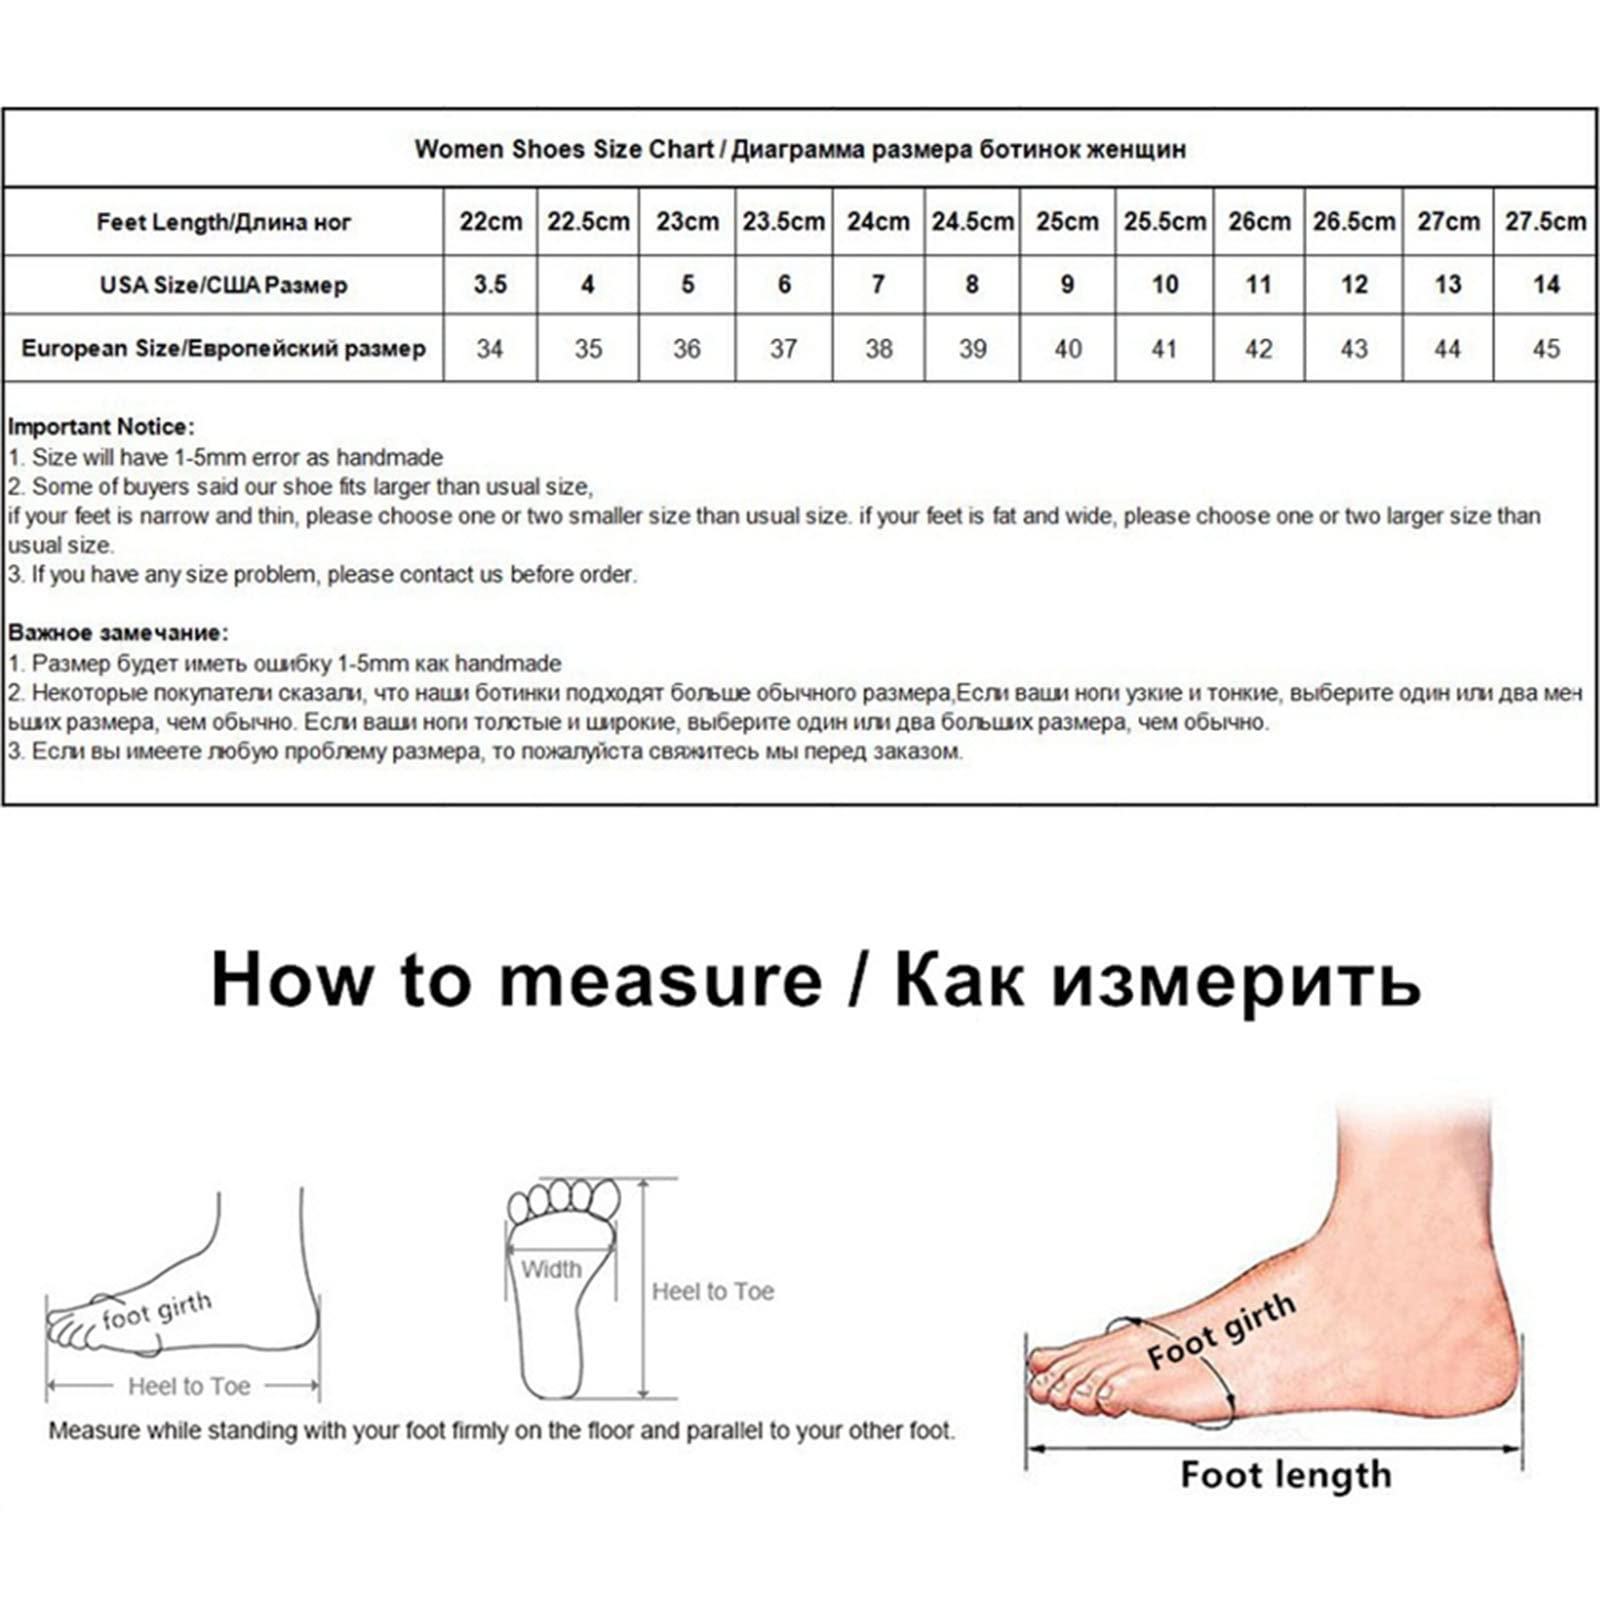 Women Shoes Size Chart / Диаграмма размера ботинок женщин
Feet Length/Длина ног 22cm 22.5cm 23cm 23.5cm 24cm 24.5cm 25cm 25.5cm 26cm 26.5cm 27cm 27.5cm
USA Size/США Размер 3.5 4 5 6 7 8 9 10 11 12 13 14
European Size/Европейский размер 34 35 36 37 38 39 40 41 42 43 44 45
Important Notice:
1. Size will have 1-5mm error as handmade
2. Some of buyers said our shoe fits larger than usual size,
if your feet is narrow and thin, please choose one or two smaller size than usual size. if your feet is fat and wide, please choose one or two larger size than
usual size.
3. If you have any size problem, please contact us before order.
Важное замечание:
1. Размер будет иметь ошибку 1-5mm как handmade
2. Некоторые покупатели сказали, что наши ботинки подходят больше обычного размера,Если ваши ноги узкие и тонкие, выберите один или два мен
ьших размера, чем обычно. Если ваши ноги толстые и широкие, выберите один или два больших размера, чем обычно.
3. Если вы имеете любую проблему размера, то пожалуйста свяжитесь мы перед заказом.
How to measure / Как измерить
foot girth
Heel to Toe
Width
Heel to Toe
Measure while standing with your foot firmly on the floor and parallel to your other foot.
Foot girth
Foot length